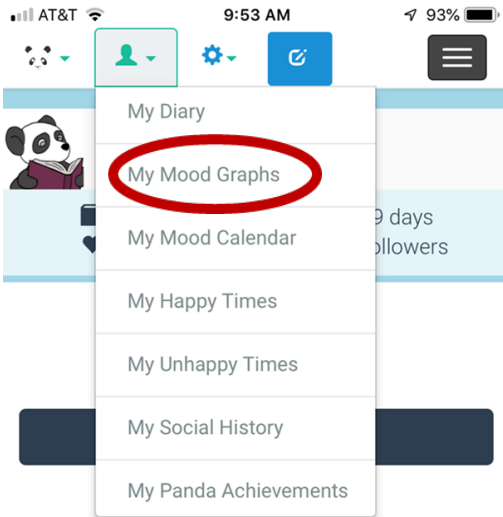 AT&T 9:53 AM 93%
My Diary
My Mood Graphs
9 days
My Mood Calendar
My Happy Times
My Unhappy Times
My Social History
My Panda Achievements